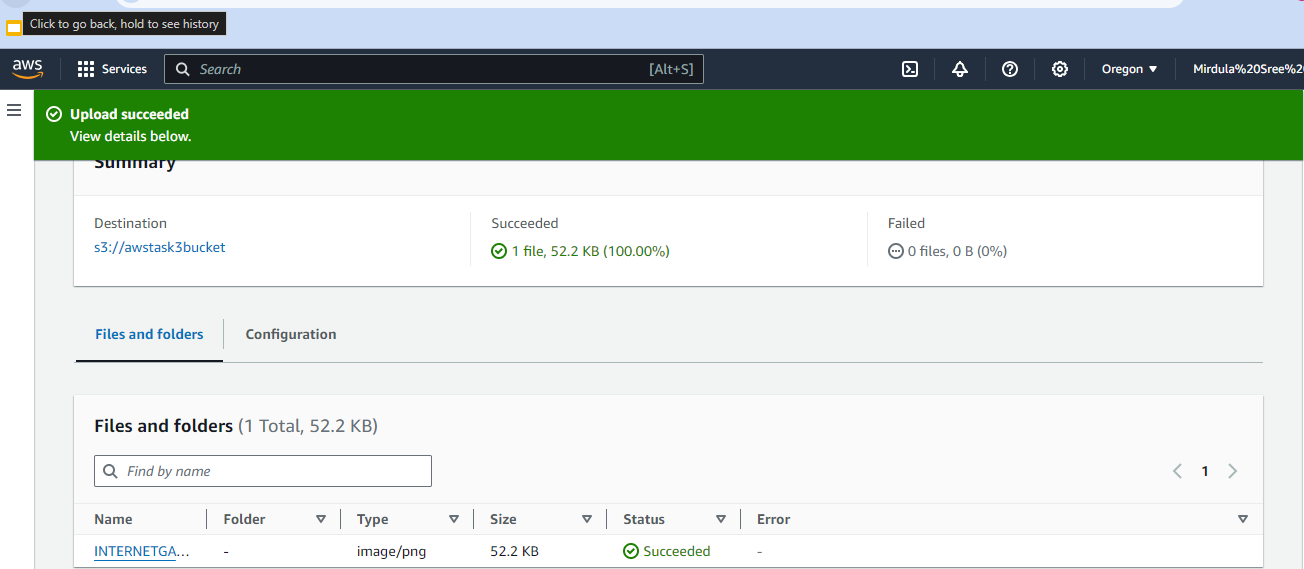 Click to go back, hold to see history
aws Services Search [Alt+S] Oregon Mirdula%20Sree%2
Upload succeeded
View details below.
Summary
Destination Succeeded Failed
s3://awstask3bucket 1 file, 52.2 KB (100.00%) 0 files, 0 B (0%)
Files and folders Configuration
Files and folders (1 Total, 52.2 KB)
Find by name 1
Name Folder Type Size Status Error
INTERNETGA... - image/png 52.2 KB Succeeded -